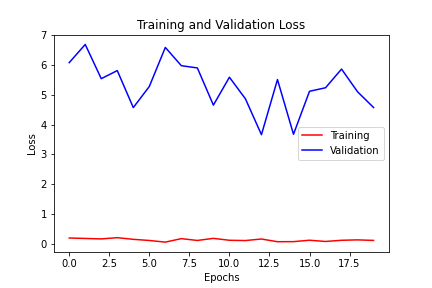 Training and Validation Loss
7
6
5
4
3
2
1
0
Loss
Training
Validation
0.0 2.5 5.0 7.5 10.0 12.5 15.0 17.5
Epochs